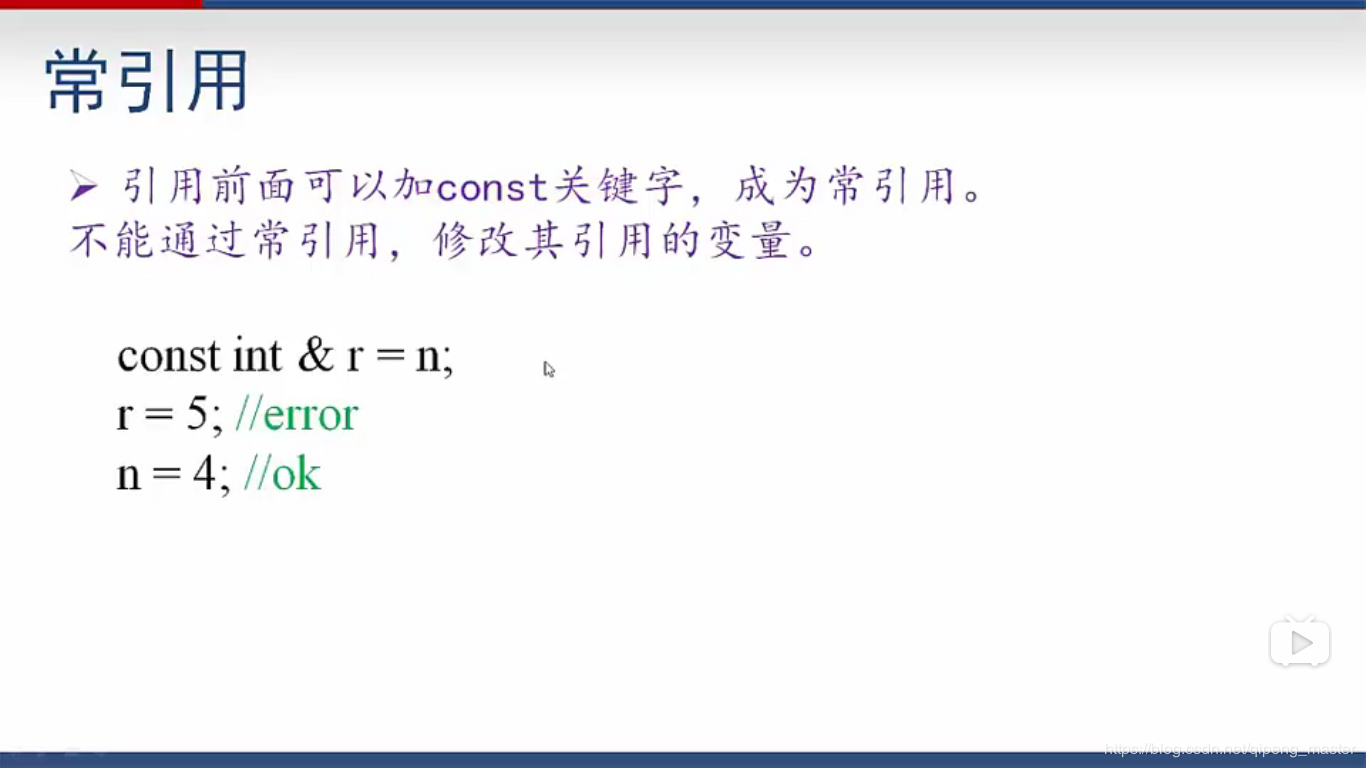 常引用
➢ 引用前面可以加const关键字，成为常引用。
不能通过常引用，修改其引用的变量。
const int & r = n;
r = 5; //error
n = 4; //ok
https://blog.csdn.net/qipeng_master